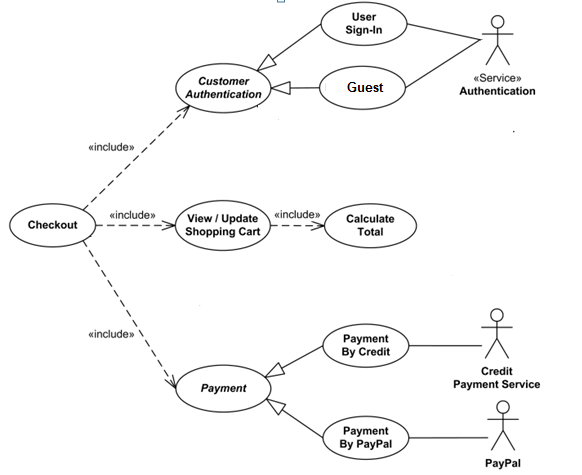 User
Sign-In
Customer
Authentication
Guest
«Service»
Authentication
«include»
Checkout
«include»
View / Update
Shopping Cart
«include»
Calculate
Total
«include»
Payment
By Credit
Credit
Payment Service
Payment
Payment
By PayPal
PayPal